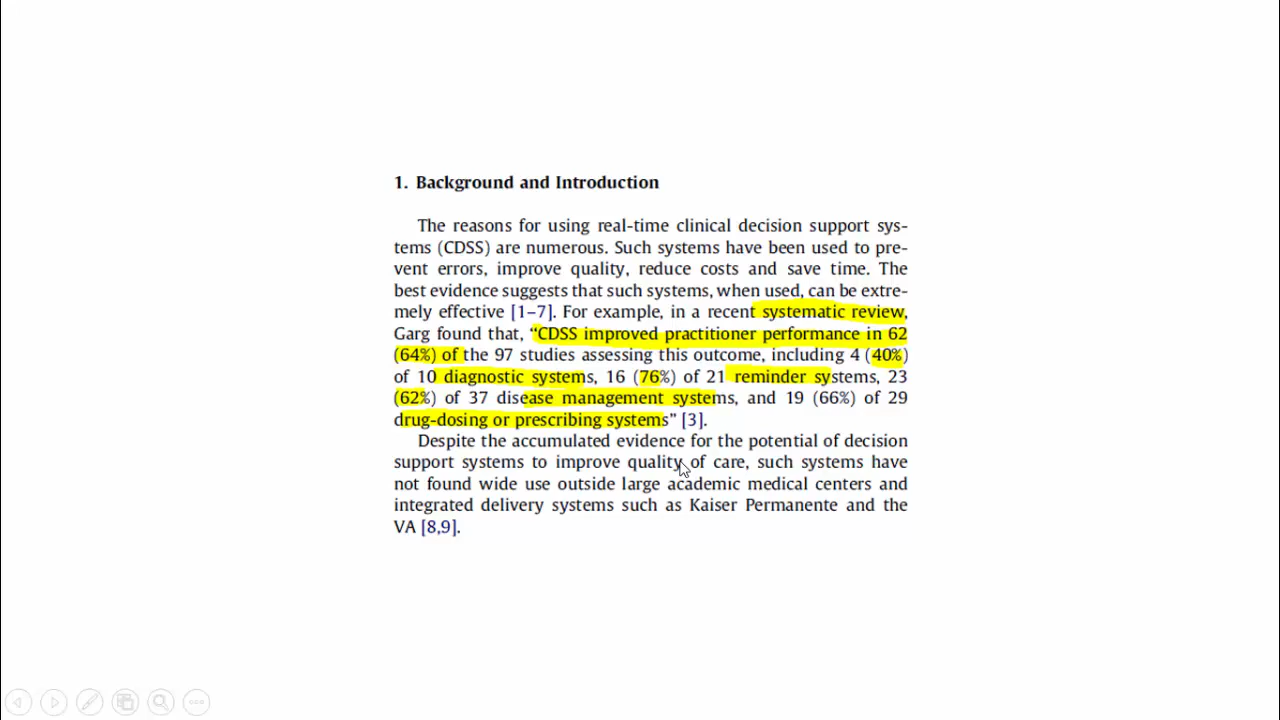 1. Background and Introduction
The reasons for using real-time clinical decision support sys-
tems (CDSS) are numerous. Such systems have been used to pre-
vent errors, improve quality, reduce costs and save time. The
best evidence suggests that such systems, when used, can be extre-
mely effective [1–7]. For example, in a recent systematic review,
Garg found that, “CDSS improved practitioner performance in 62
(64%) of the 97 studies assessing this outcome, including 4 (40%)
of 10 diagnostic systems, 16 (76%) of 21 reminder systems, 23
(62%) of 37 disease management systems, and 19 (66%) of 29
drug-dosing or prescribing systems” [3].
Despite the accumulated evidence for the potential of decision
support systems to improve quality of care, such systems have
not found wide use outside large academic medical centers and
integrated delivery systems such as Kaiser Permanente and the
VA [8,9].